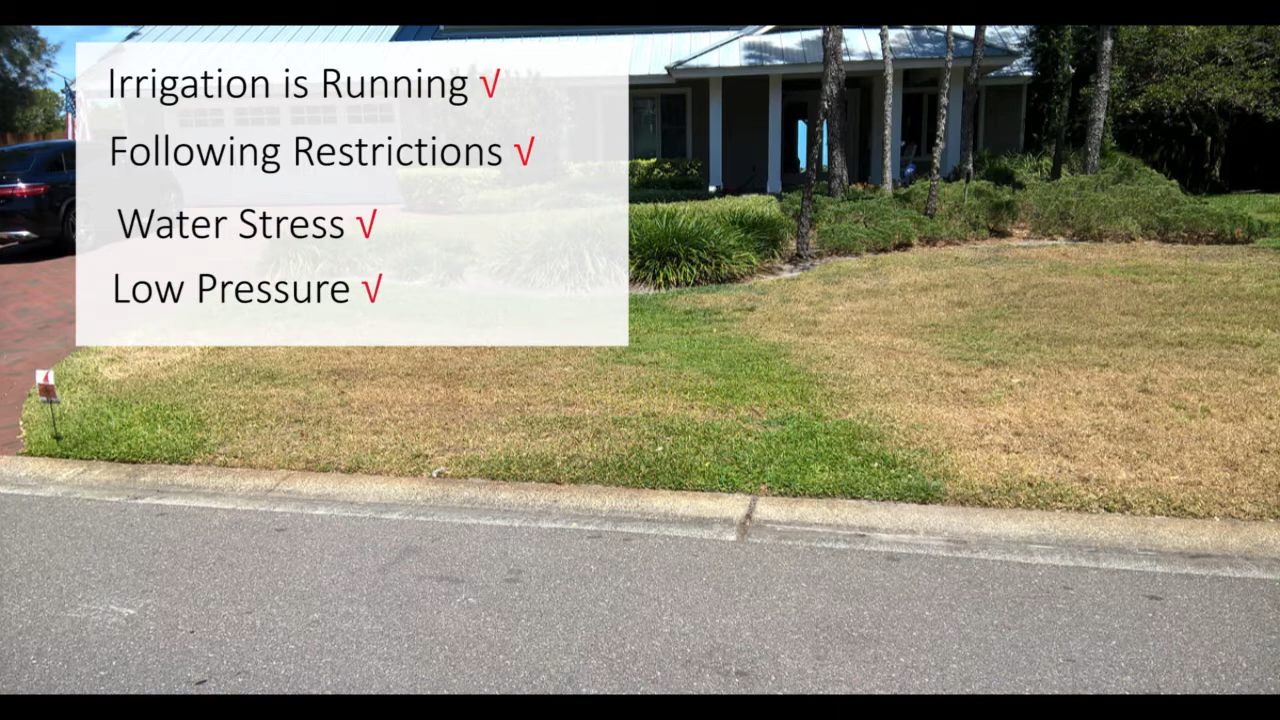 Irrigation is Running √
Following Restrictions √
Water Stress √
Low Pressure √